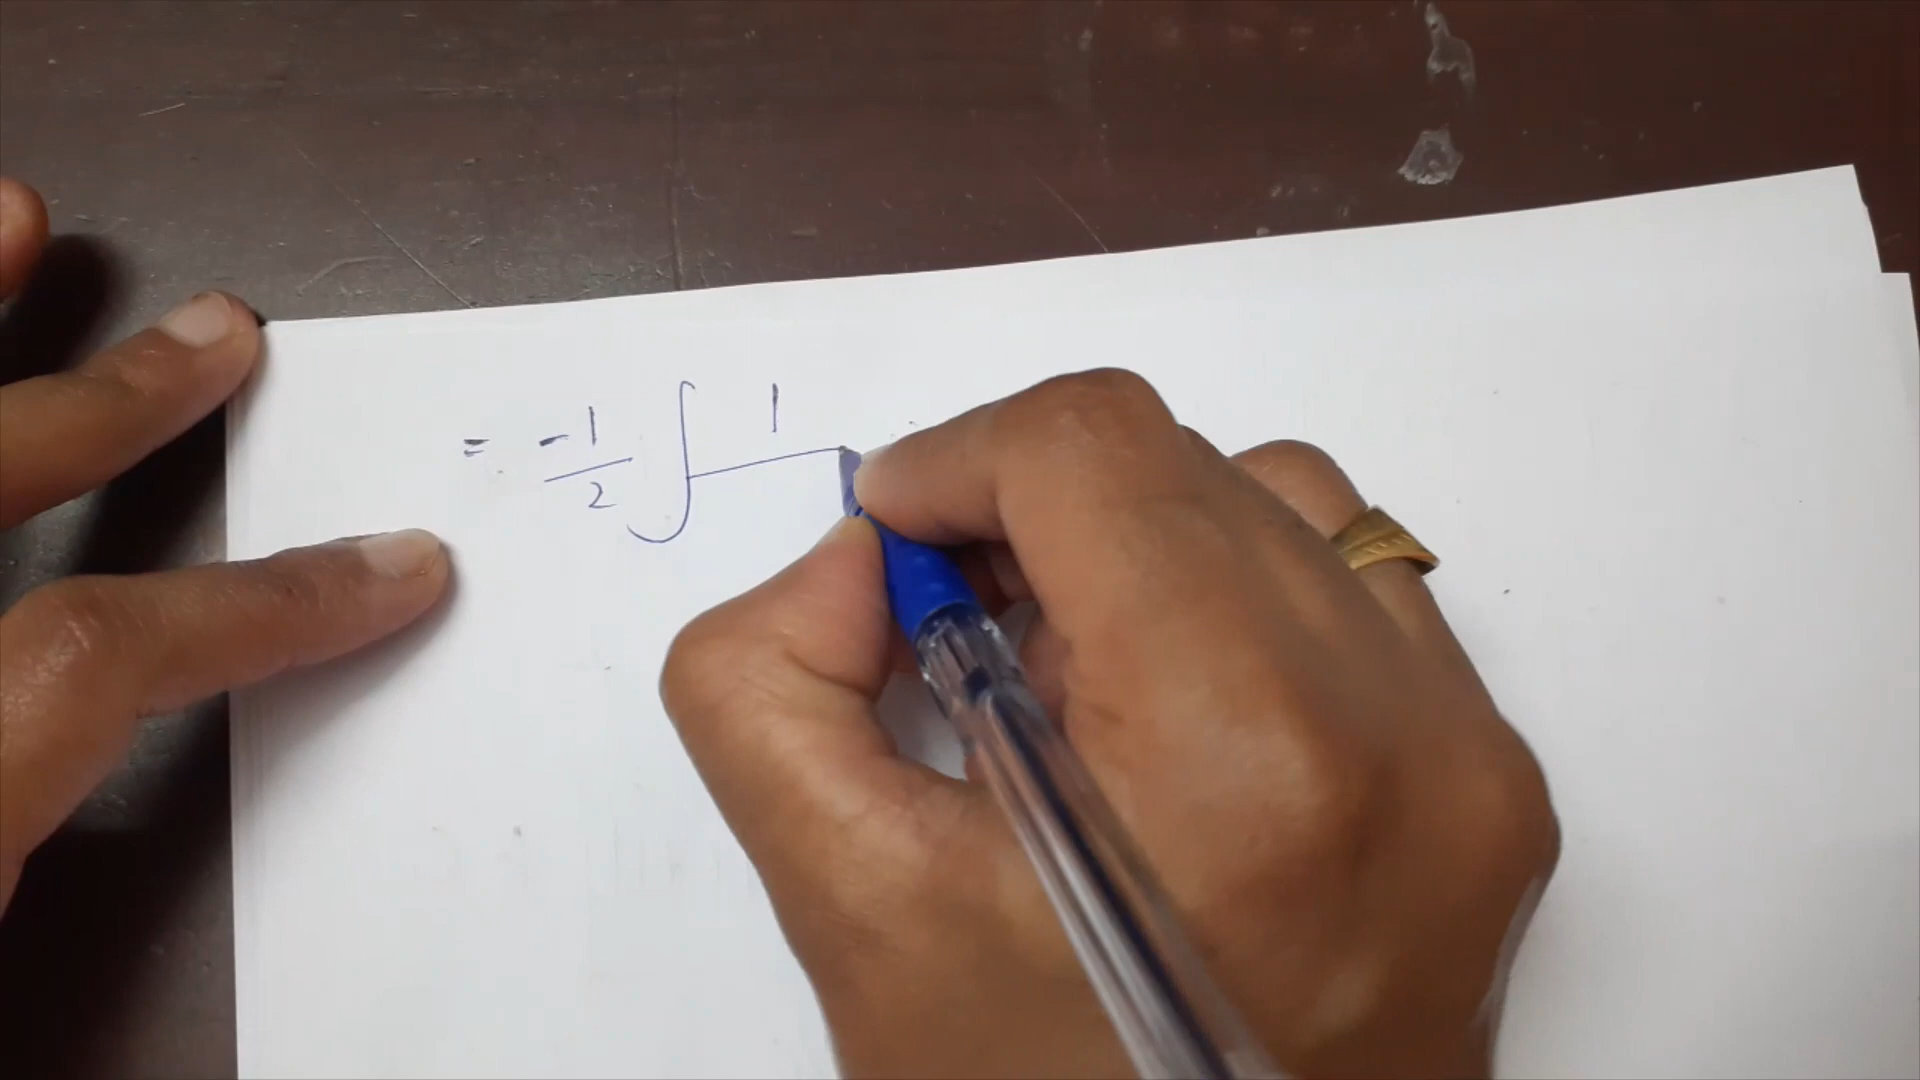 = -1/2 ∫ 1